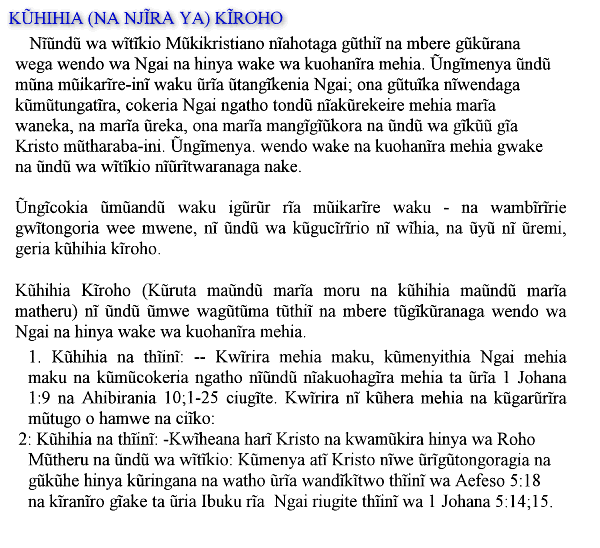 KŨHIHIA (NA NJĨRA YA) KĨROHO
Nĩũndũ wa wĩtĩkio Mũkikristiano nĩahotaga gũthiĩ na mbere gũkũrana
wega wendo wa Ngai na hinya wake wa kuohanĩra mehia. Ũngĩmenya ũndũ
mũna mũikarĩre-inĩ waku ũrĩa ũtangĩkenia Ngai; ona gũtuĩka nĩwendaga
kũmũtungatĩra, cokeria Ngai ngatho tondũ nĩakũrekeire mehia marĩa
waneka, na marĩa ũreka, ona marĩa mangĩgĩũkora na ũndũ wa gĩkũũ gĩa
Kristo mũtharaba-ini. Ũngĩmenya. wendo wake na kuohanĩra mehia gwake
na ũndũ wa wĩtĩkio nĩũrĩtwaranaga nake.
Ũngĩcokia ũmũandũ waku igũrũr rĩa mũikarĩre waku - na wambĩrĩrie
gwĩtongoria wee mwene, nĩ ũndũ wa kũgucĩrĩrio nĩ wĩhia, na ũyũ nĩ ũremi,
geria kũhihia kĩroho.
Kũhihia Kĩroho (Kũruta maũndũ marĩa moru na kũhihia maũndũ marĩa
matheru) nĩ ũndũ ũmwe wagũtũma tũthiĩ na mbere tũgĩkũranaga wendo wa
Ngai na hinya wake wa kuohanĩra mehia.
1. Kũhihia na thĩinĩ: -- Kwĩrira mehia maku, kũmenyithia Ngai mehia
maku na kũmũcokeria ngatho nĩũndũ nĩakuohagĩra mehia ta ũrĩa 1 Johana
1:9 na Ahibirania 10;1-25 ciugĩte. Kwĩrira nĩ kũhera mehia na kũgarũrĩra
mũtugo o hamwe na ciĩko:
2: Kũhihia na thĩinĩ: -Kwĩheana harĩ Kristo na kwamũkira hinya wa Roho
Mũtheru na ũndũ wa wĩtĩkio: Kũmenya atĩ Kristo nĩwe ũrĩgũtongoragia na
gũkũhe hinya kũringana na watho ũrĩa wandĩkĩtwo thĩinĩ wa Aefeso 5:18
na kĩranĩro gĩake ta ũrĩa Ibuku rĩa Ngai riugite thĩinĩ wa 1 Johana 5:14;15.